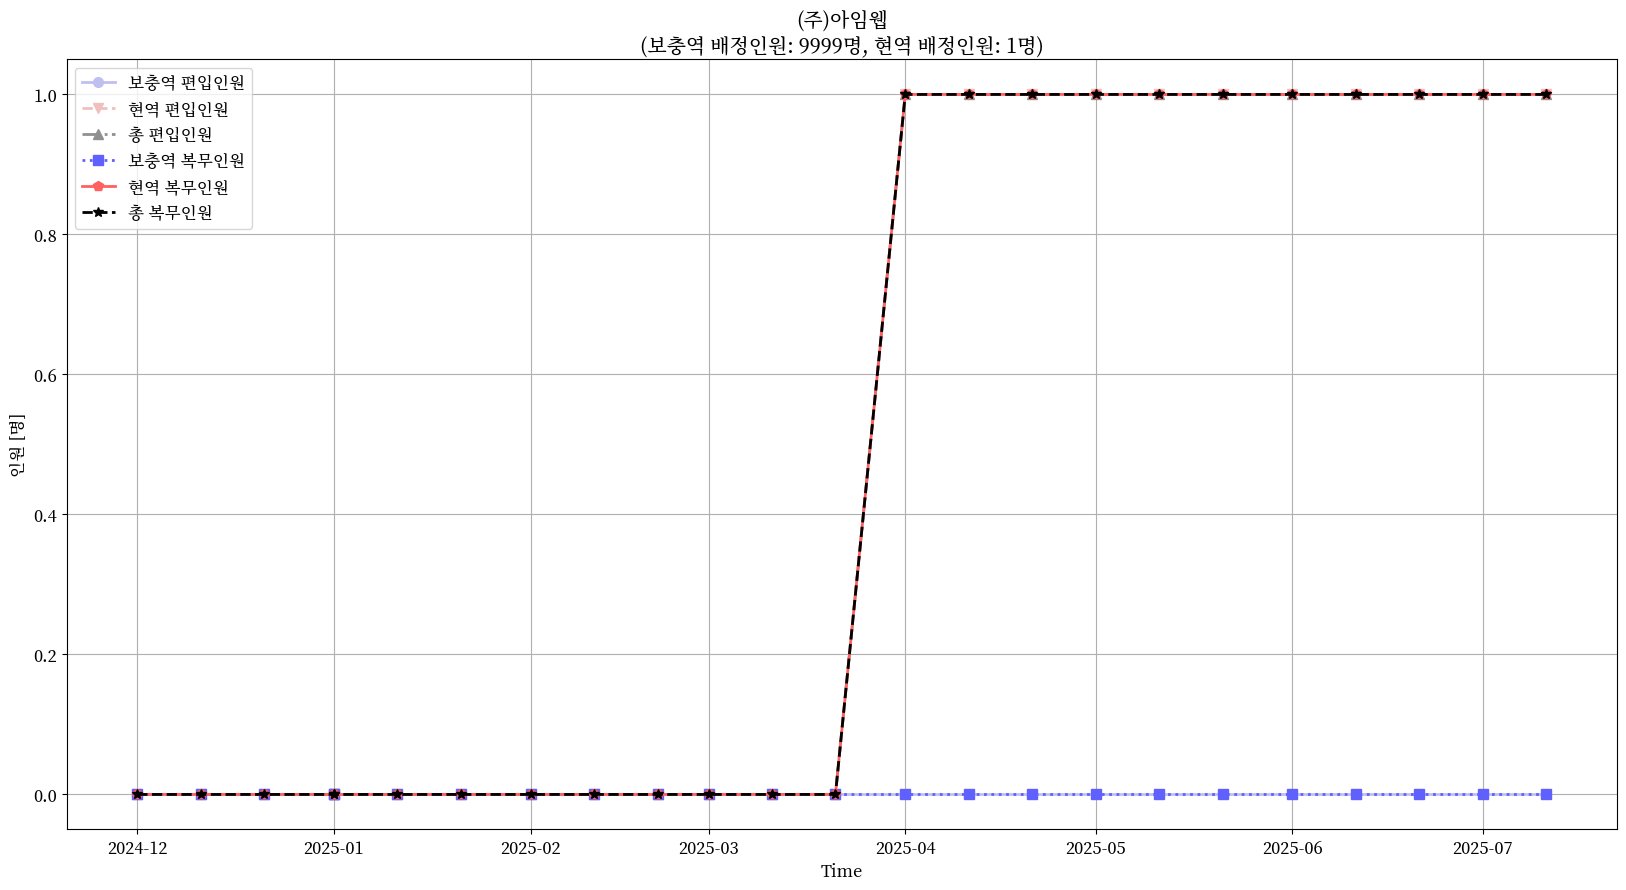 (주)아임웹
(보충역 배정인원: 9999명, 현역 배정인원: 1명)
보충역 편입인원
현역 편입인원
총 편입인원
보충역 복무인원
현역 복무인원
총 복무인원
인원 [명]
1.0
0.8
0.6
0.4
0.2
0.0
2024-12 2025-01 2025-02 2025-03 2025-04 2025-05 2025-06 2025-07
Time